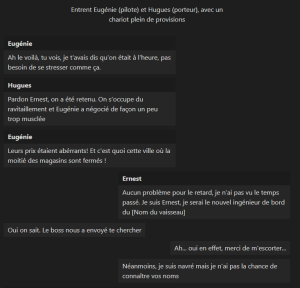 Entrent Eugénie (pilote) et Hugues (porteur), avec un
chariot plein de provisions
Eugénie
Ah le voilà, tu vois, je t'avais dis qu'on était à l'heure, pas
besoin de se stresser comme ça.
Hugues
Pardon Ernest, on a été retenu. On s'occupe du
ravitaillement et Eugénie a négocié de façon un peu
trop musclée
Eugénie
Leurs prix étaient aberrants! Et c'est quoi cette ville où la
moitié des magasins sont fermés !
Ernest
Aucun problème pour le retard, je n'ai pas vu le temps
passé. Je suis Ernest, je serai le nouvel ingénieur de bord
du [Nom du vaisseau]
Oui on sait. Le boss nous a envoyé te chercher
Ah... oui en effet, merci de m'escorter...
Néanmoins, je suis navré mais je n'ai pas la chance de
connaître vos noms